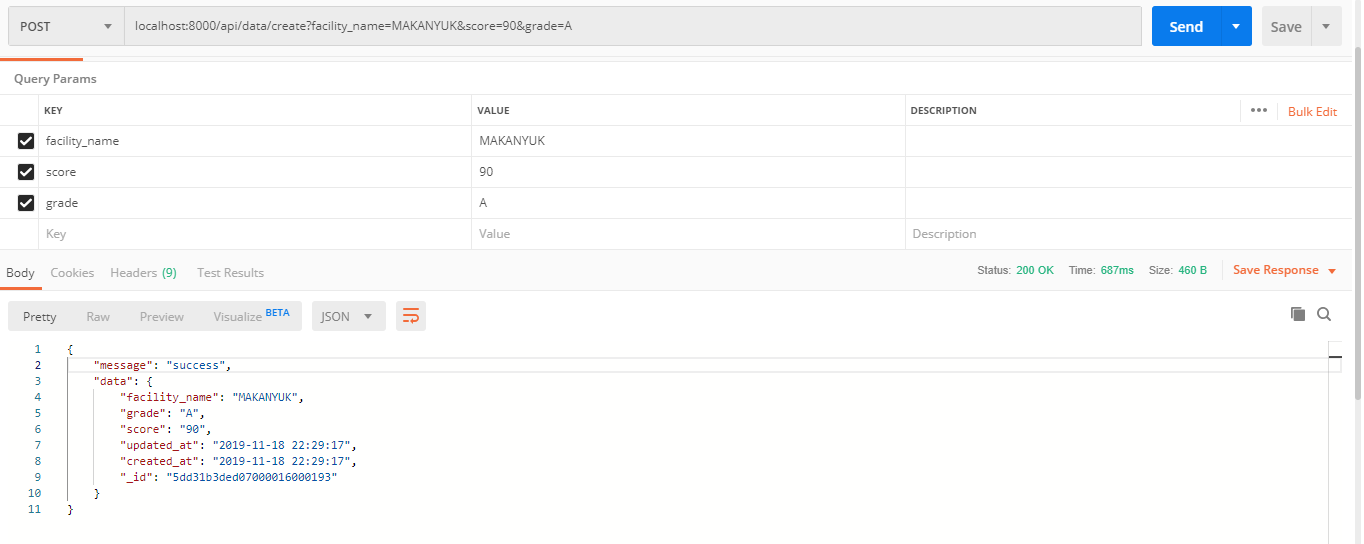 POST localhost:8000/api/data/create?facility_name=MAKANYUK&score=90&grade=A Send Save
Query Params
KEY VALUE DESCRIPTION ••• Bulk Edit
facility_name MAKANYUK
score 90
grade A
Key Value Description
Body Cookies Headers (9) Test Results Status: 200 OK Time: 687ms Size: 460 B Save Response
Pretty Raw Preview Visualize BETA JSON
1 {
2 "message": "success",
3 "data": {
4 "facility_name": "MAKANYUK",
5 "grade": "A",
6 "score": "90",
7 "updated_at": "2019-11-18 22:29:17",
8 "created_at": "2019-11-18 22:29:17",
9 "_id": "5dd31b3ded07000016000193"
10 }
11 }